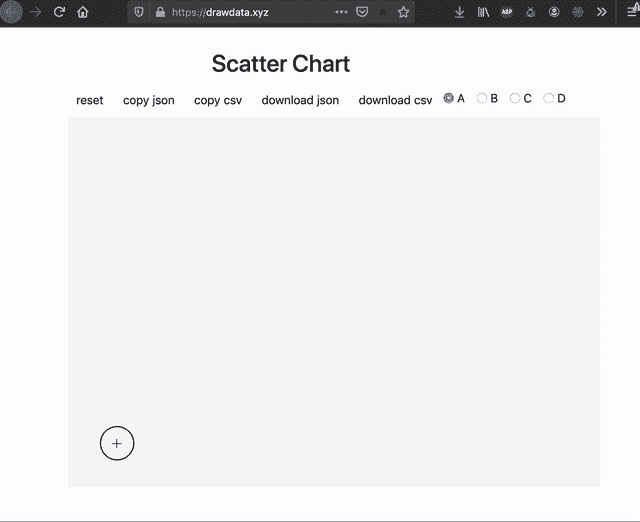 https://drawdata.xyz
ABP
Scatter Chart
reset copy json copy csv download json download csv A B C D